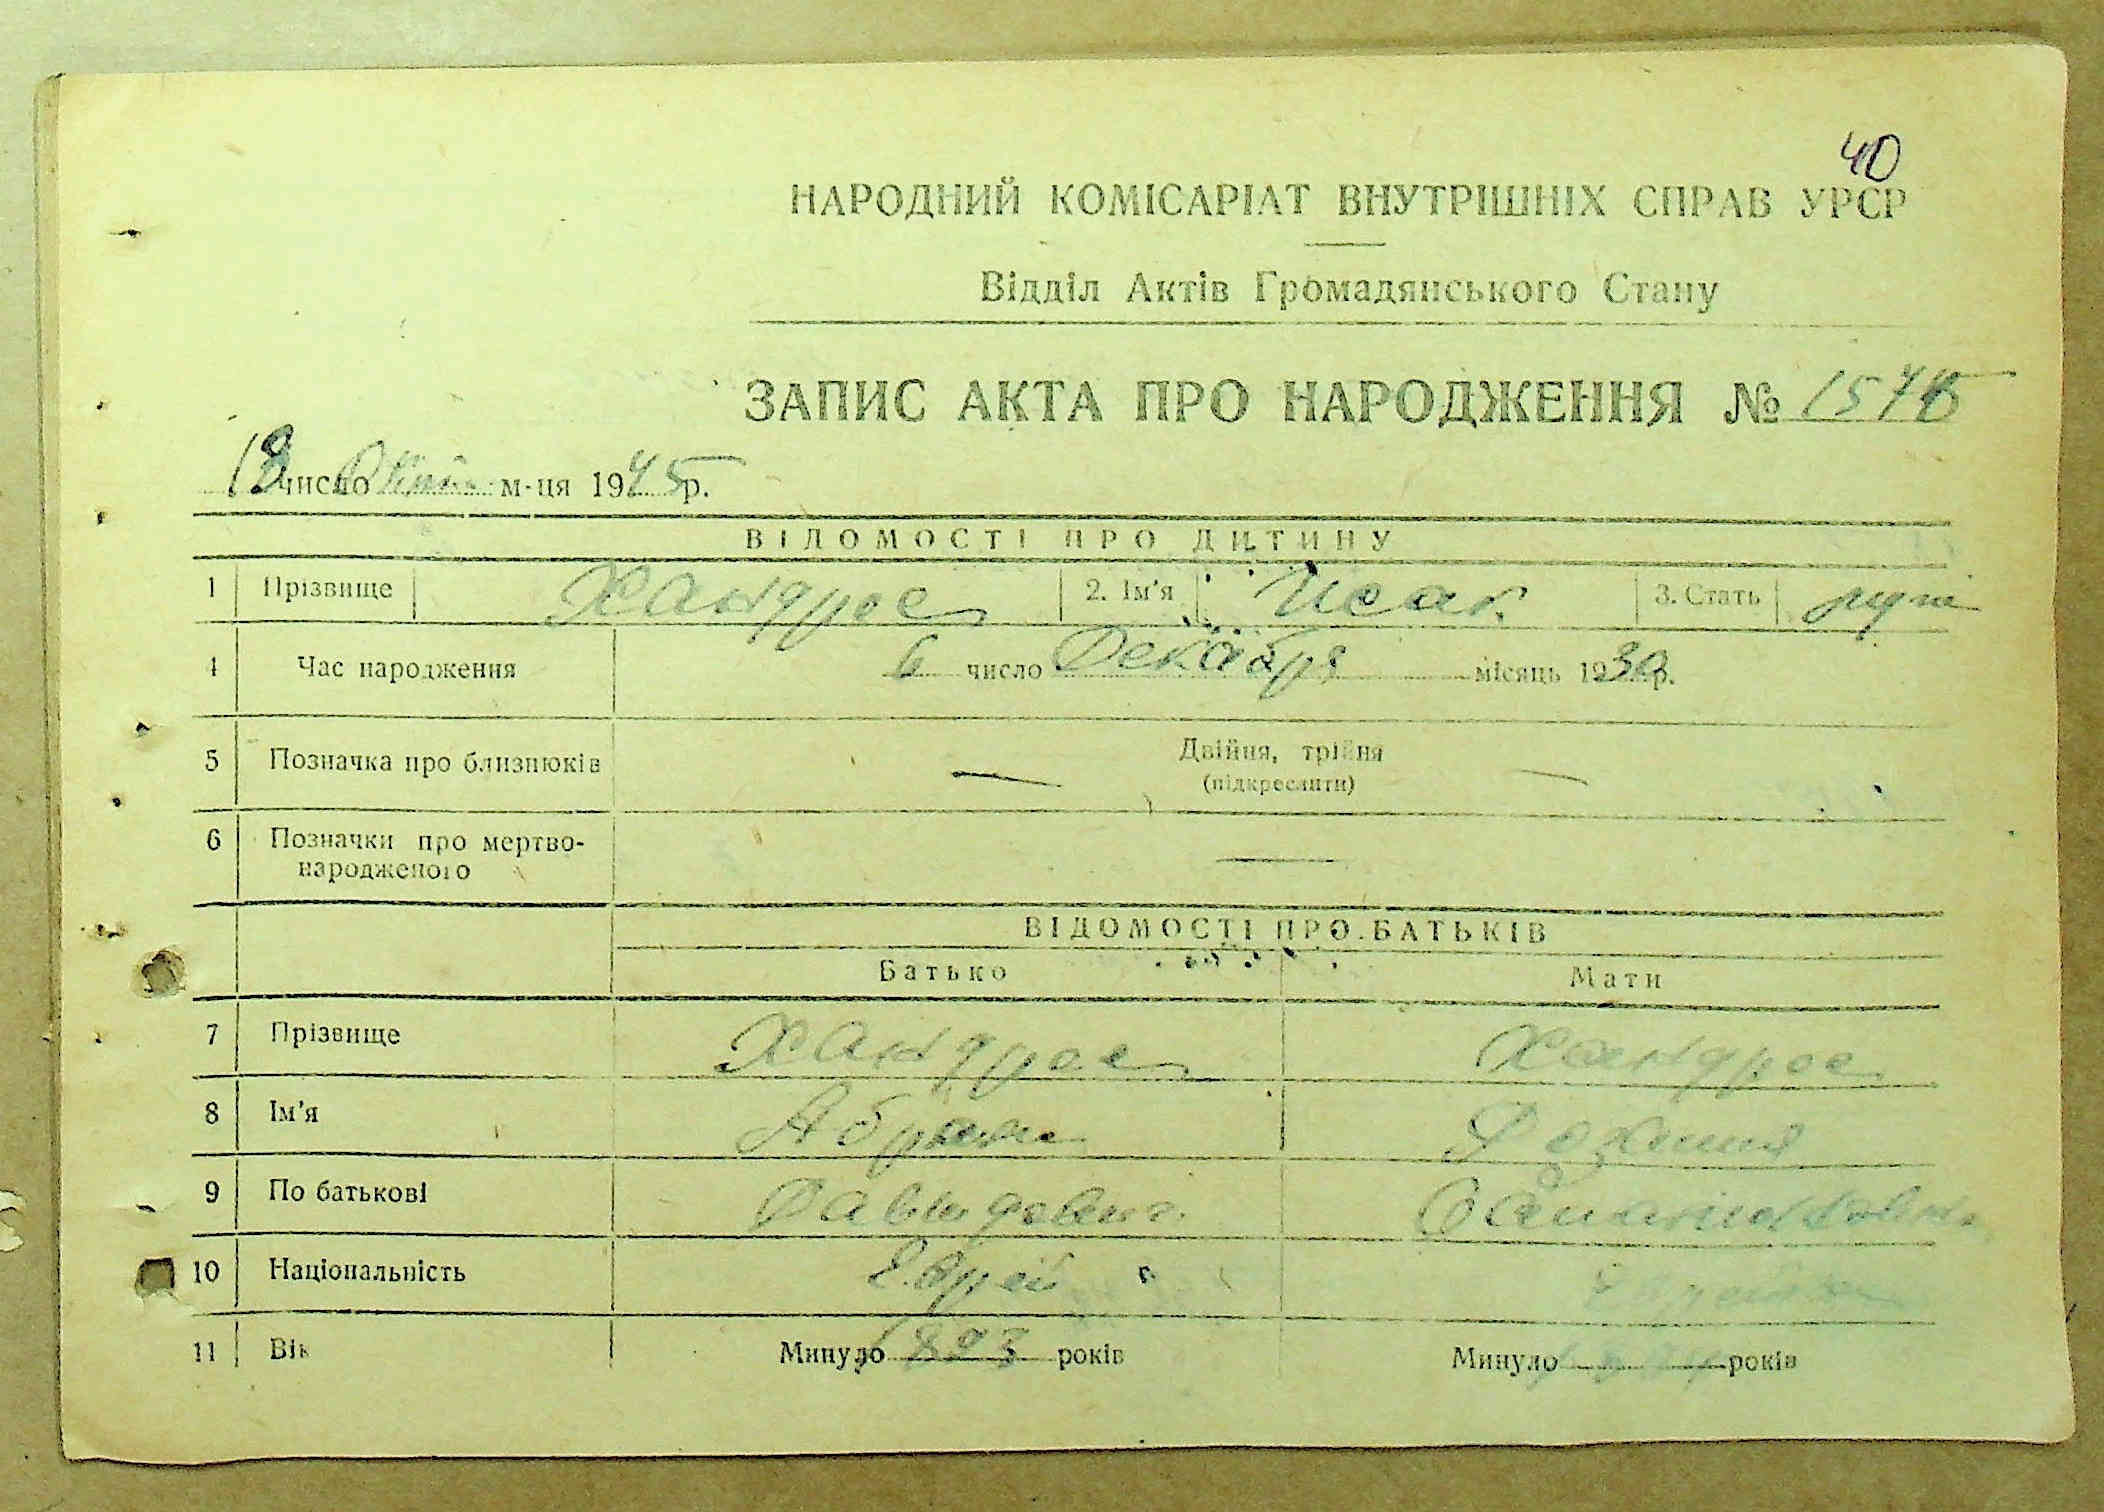 40
НАРОДНИЙ КОМІСАРІАТ ВНУТРІШНІХ СПРАВ УРСР
Відділ Актів Громадянського Стану
ЗАПИС АКТА ПРО НАРОДЖЕННЯ №
число м-ця 1945р.
ВІДОМОСТІ ПРО ДИТИНУ
1 Прізвище Хандрос 2. Ім'я Исак 3. Стать муж
4 Час народження 6 число Декабря місяць 1930р.
5 Позначка про близнюків Двійня, трійня
(підкреслити)
6 Позначки про мертво-
народженого
ВІДОМОСТІ ПРО БАТЬКІВ
Батько Мати
7 Прізвище Хандрос Хандрос
8 Ім'я Абрам
9 По батькові Давидович
10 Національність Еврей Еврейка
11 Вік Минуло 1893 років Минуло років